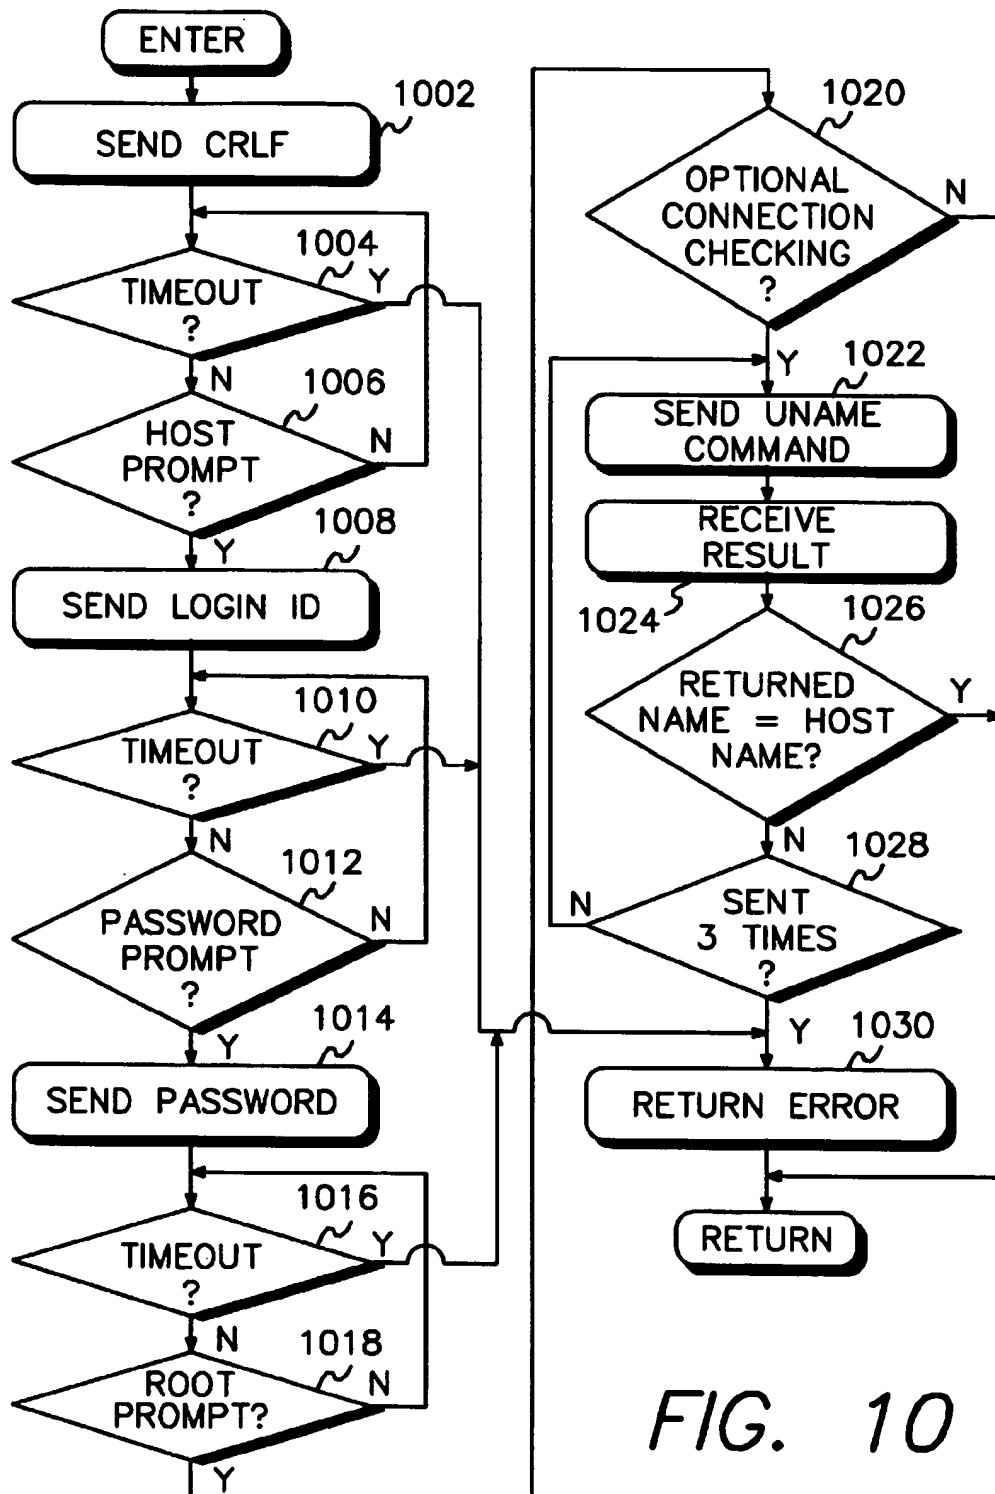 ENTER
1002
SEND CRLF
1004
TIMEOUT
?
Y
N
1006
HOST
PROMPT
?
N
Y
1008
SEND LOGIN ID
1010
TIMEOUT
?
Y
N
1012
PASSWORD
PROMPT
?
N
Y
1014
SEND PASSWORD
1016
TIMEOUT
?
Y
N
1018
ROOT
PROMPT?
N
Y
1020
OPTIONAL
CONNECTION
CHECKING
?
N
Y
1022
SEND UNAME
COMMAND
RECEIVE
RESULT
1024
1026
RETURNED
NAME = HOST
NAME?
Y
N
1028
SENT
3 TIMES
?
N
Y
1030
RETURN ERROR
RETURN
FIG. 10